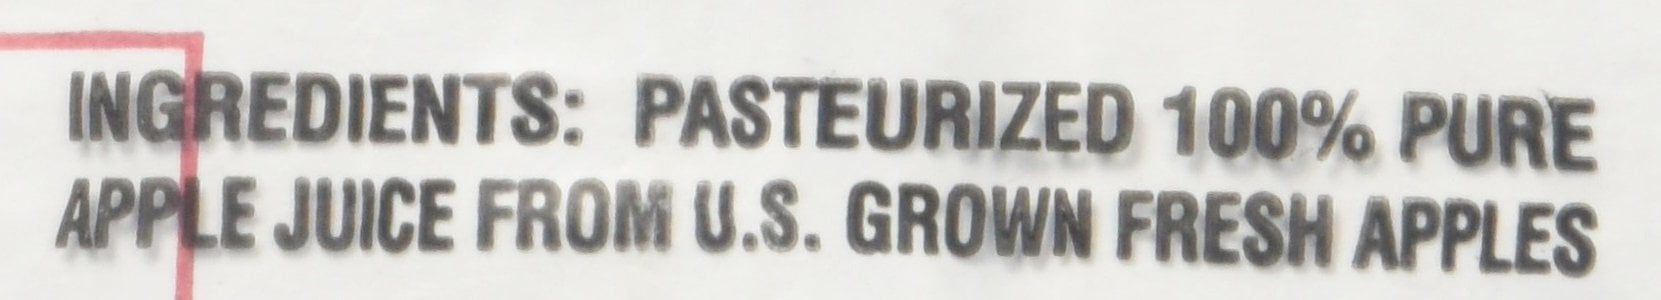 INGREDIENTS: PASTEURIZED 100% PURE
APPLE JUICE FROM U.S. GROWN FRESH APPLES